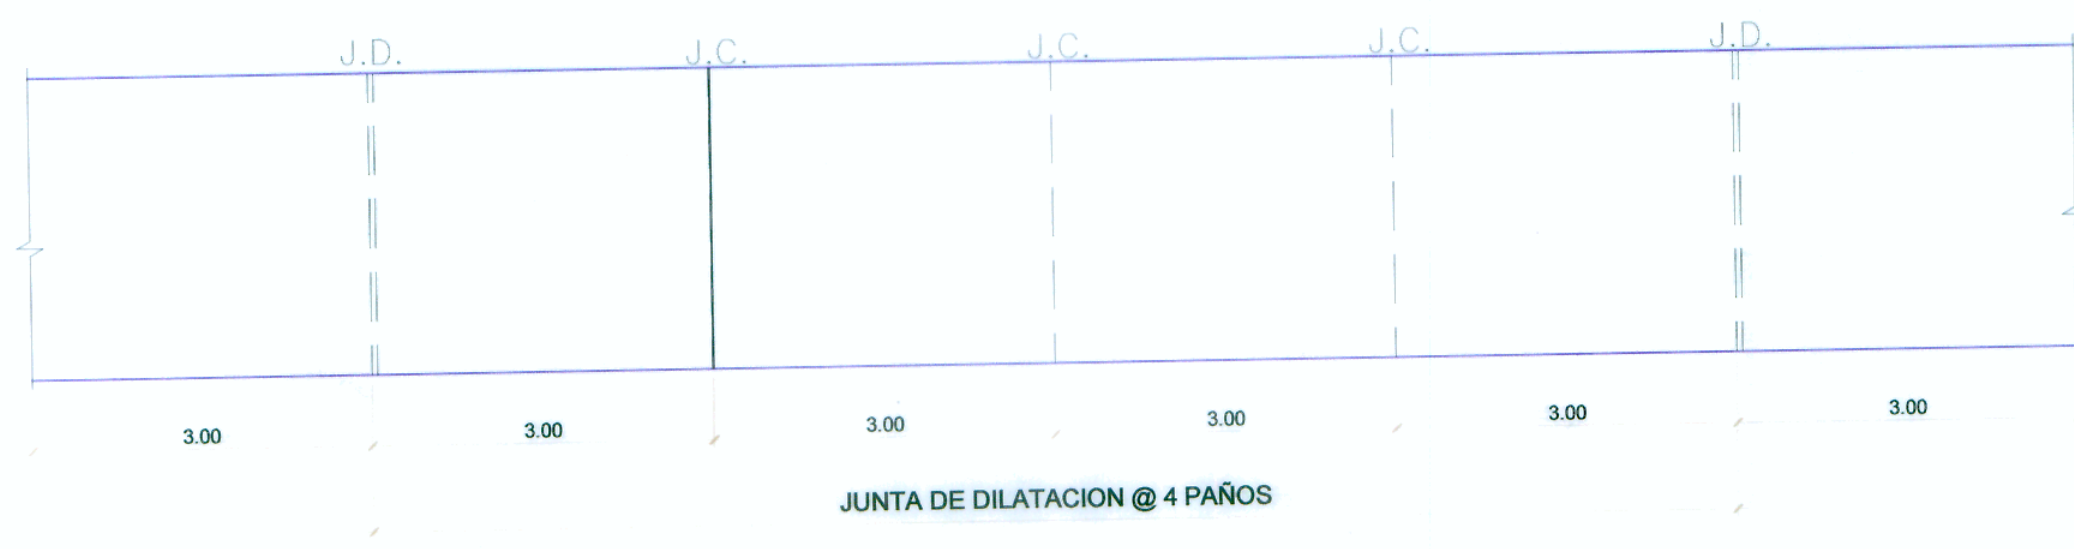 J.D. J.C. J.C. J.C. J.D.
3.00 3.00 3.00 3.00 3.00 3.00
JUNTA DE DILATACION @ 4 PAÑOS